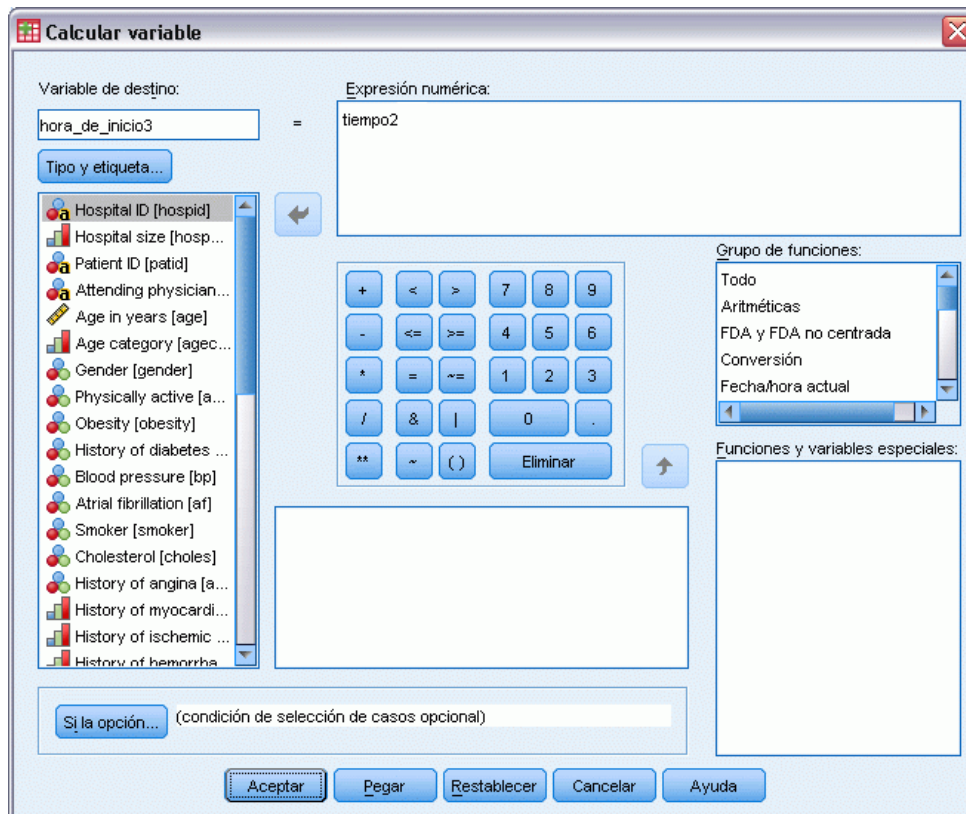 Calcular variable
Variable de destino:
hora_de_inicio3
=
Expresión numérica:
tiempo2
Tipo y etiqueta...
Hospital ID [hospid]
Hospital size [hosp...
Patient ID [patid]
Attending physician...
Age in years [age]
Age category [agec...
Gender [gender]
Physically active [a...
Obesity [obesity]
History of diabetes ...
Blood pressure [bp]
Atrial fibrillation [af]
Smoker [smoker]
Cholesterol [choles]
History of angina [a...
History of myocardi...
History of ischemic ...
History of hemorrha
+ < > 7 8 9
- <= >= 4 5 6
* = ~= 1 2 3
/ & | 0 .
** ~ ( ) Eliminar
Grupo de funciones:
Todo
Aritméticas
FDA y FDA no centrada
Conversión
Fecha/hora actual
Funciones y variables especiales:
Si la opción...
(condición de selección de casos opcional)
Aceptar
Pegar
Restablecer
Cancelar
Ayuda